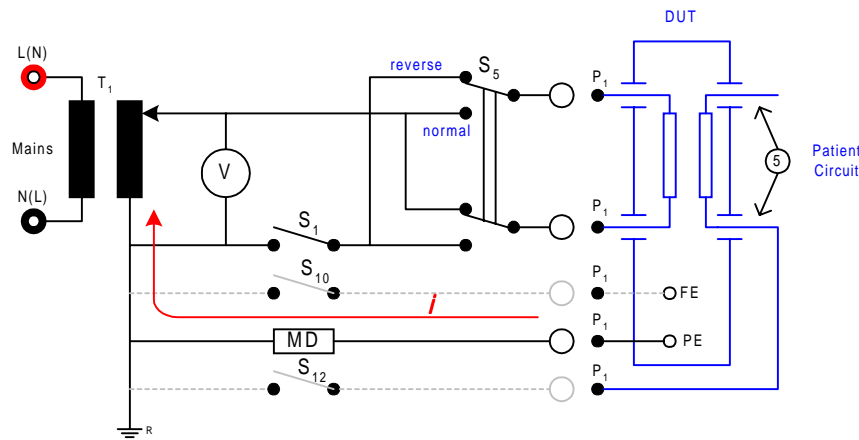 DUT
L(N)
T1
reverse
S5
P1
normal
Mains
V
5
Patient
Circuit
N(L)
S1
P1
S10
P1
FE
i
P1
MD
PE
S12
P1
R